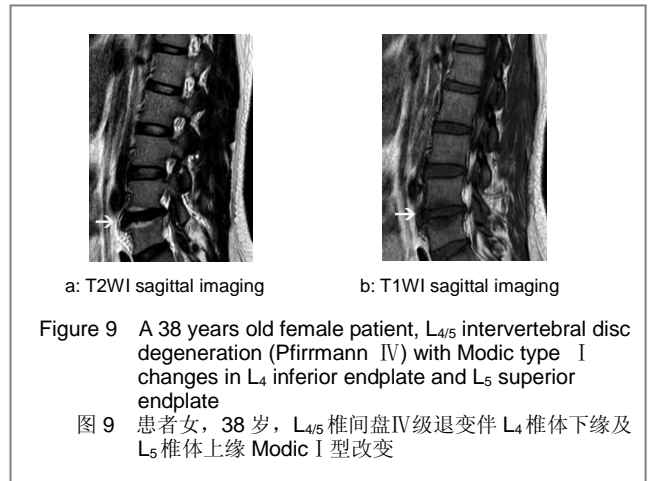 a: T2WI sagittal imaging
b: T1WI sagittal imaging
Figure 9 A 38 years old female patient, L4/5 intervertebral disc
degeneration (Pfirrmann Ⅳ) with Modic type Ⅰ
changes in L4 inferior endplate and L5 superior
endplate
图 9 患者女，38 岁，L4/5 椎间盘Ⅳ级退变伴 L4 椎体下缘及
L5 椎体上缘 Modic Ⅰ 型改变